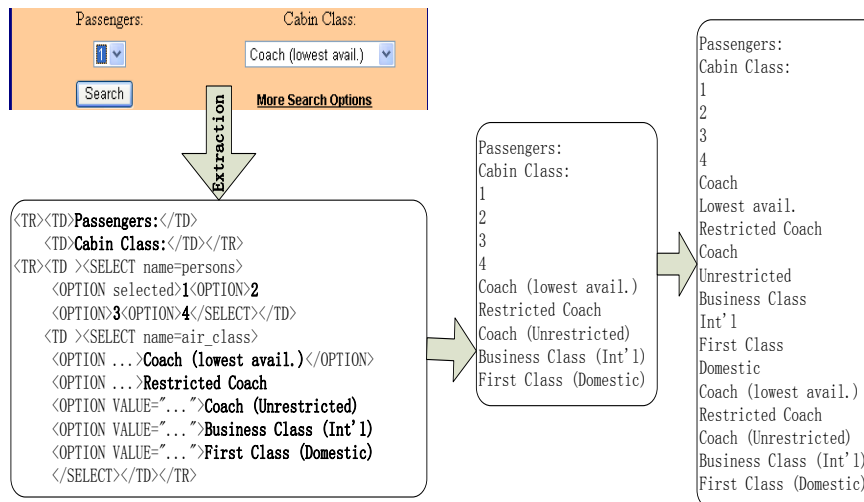 Passengers: Cabin Class:
1 Coach (lowest avail.)
Search More Search Options
Extraction
<TR><TD>Passengers:</TD>
<TD>Cabin Class:</TD></TR>
<TR><TD ><SELECT name=persons>
<OPTION selected>1<OPTION>2
<OPTION>3<OPTION>4</SELECT></TD>
<TD ><SELECT name=air_class>
<OPTION ...>Coach (lowest avail.)</OPTION>
<OPTION ...>Restricted Coach
<OPTION VALUE="...">Coach (Unrestricted)
<OPTION VALUE="...">Business Class (Int'l)
<OPTION VALUE="...">First Class (Domestic)
</SELECT></TD></TR>
Passengers:
Cabin Class:
1
2
3
4
Coach (lowest avail.)
Restricted Coach
Coach (Unrestricted)
Business Class (Int'l)
First Class (Domestic)
Passengers:
Cabin Class:
1
2
3
4
Coach
Lowest avail.
Restricted Coach
Coach
Unrestricted
Business Class
Int'l
First Class
Domestic
Coach (lowest avail.)
Restricted Coach
Coach (Unrestricted)
Business Class (Int'l)
First Class (Domestic)